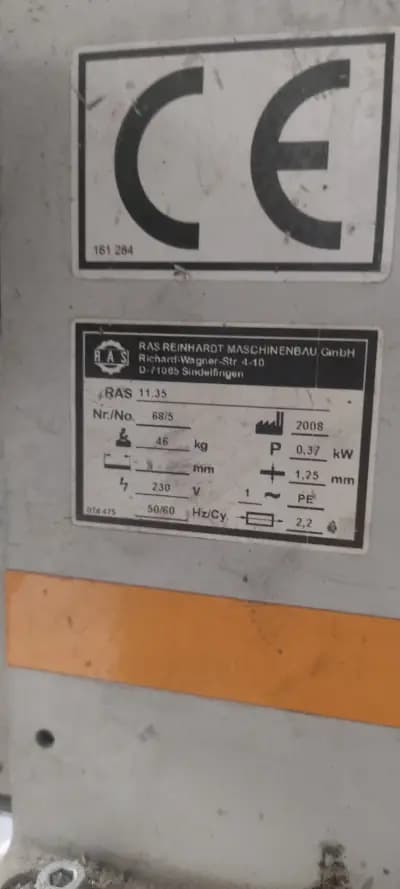 CE
161 284
RAS
RAS REINHARDT MASCHINENBAU GmbH
Richard-Wagner-Str. 4-10
D-71065 Sindelfingen
RAS 11.35
Nr./No. 68/5
2008
46 kg
P 0,37 kW
mm
1,25 mm
230 V
1 ~ PE
074 475
50/60 Hz/Cy.
2,2